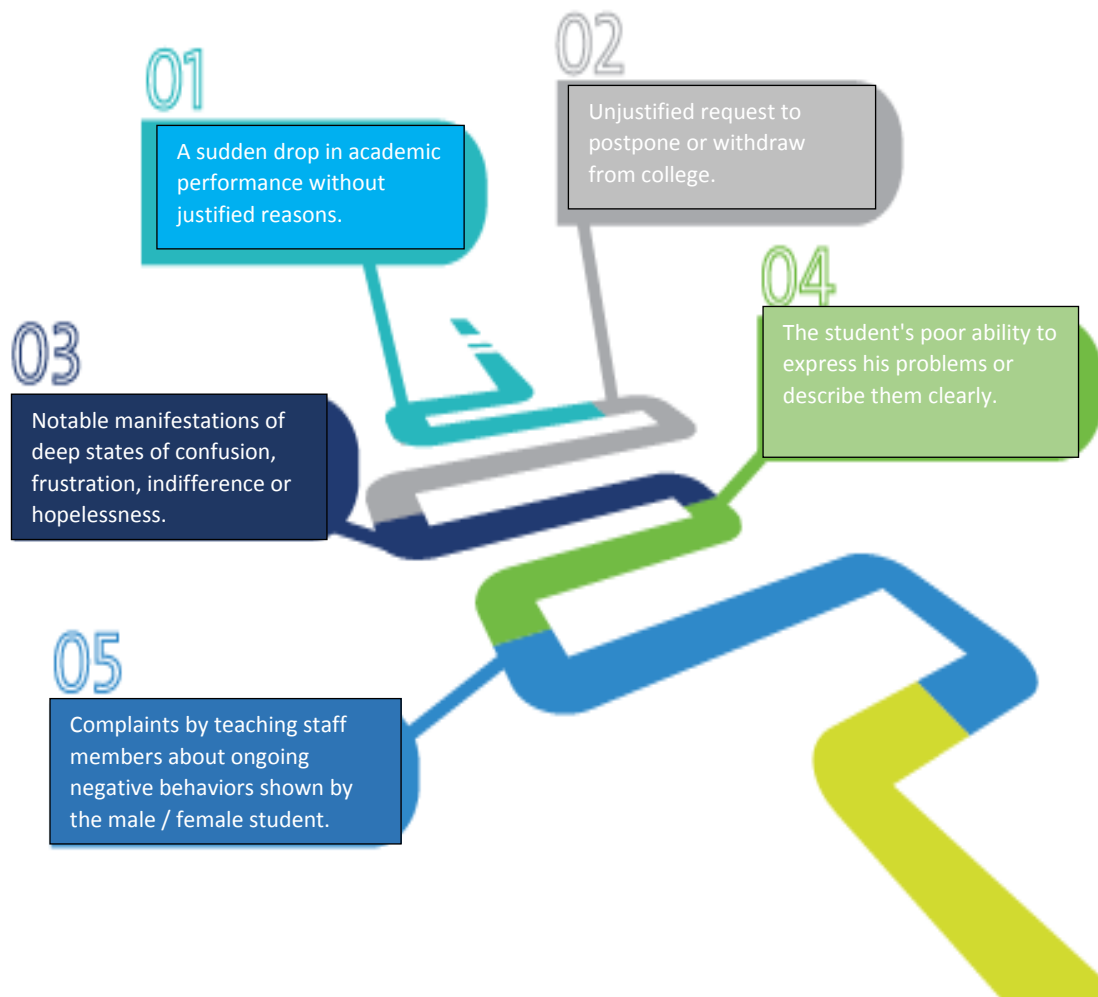 01
A sudden drop in academic
performance without
justified reasons.
02
Unjustified request to
postpone or withdraw
from college.
03
Notable manifestations of
deep states of confusion,
frustration, indifference or
hopelessness.
04
The student's poor ability to
express his problems or
describe them clearly.
05
Complaints by teaching staff
members about ongoing
negative behaviors shown by
the male / female student.